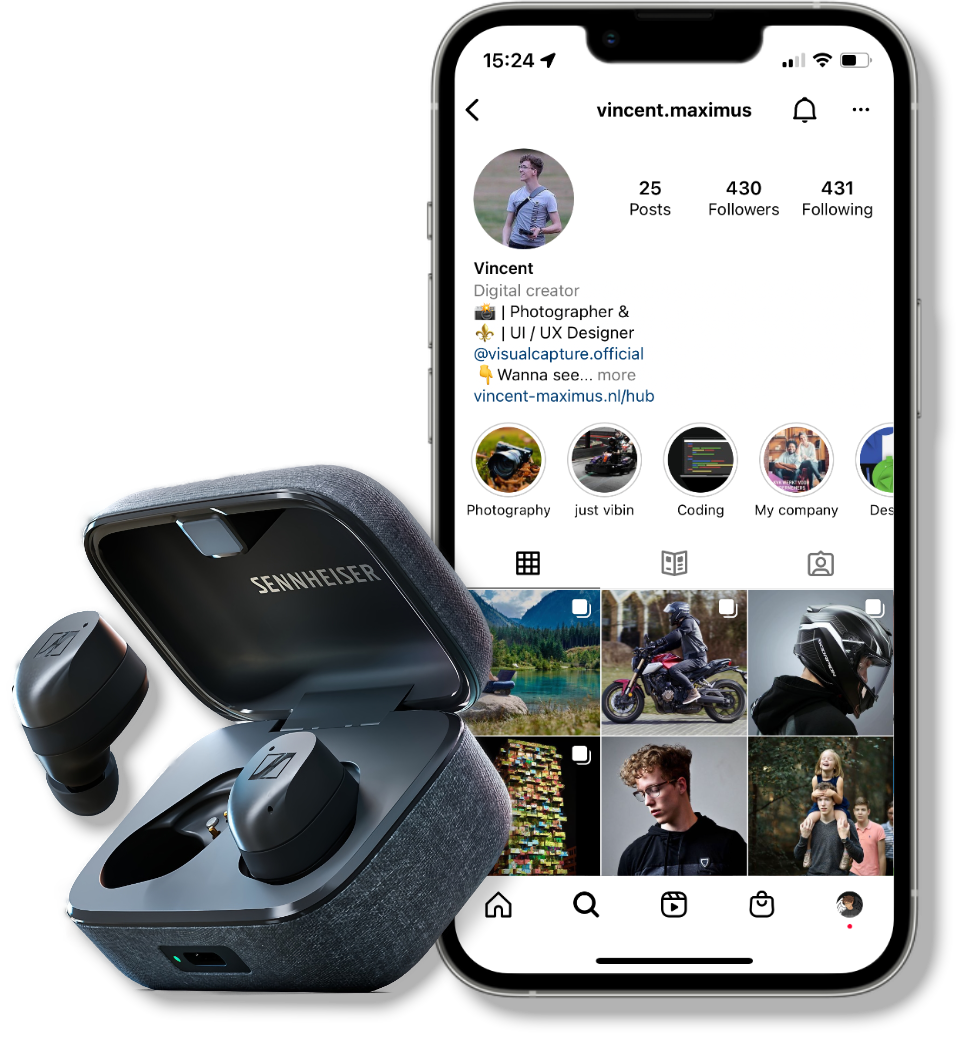 15:24
vincent.maximus
25 430 431
Posts Followers Following
Vincent
Digital creator
| Photographer &
| UI / UX Designer
@visualcapture.official
Wanna see... more
vincent-maximus.nl/hub
Photography just vibin Coding My company Des
SENNHEISER